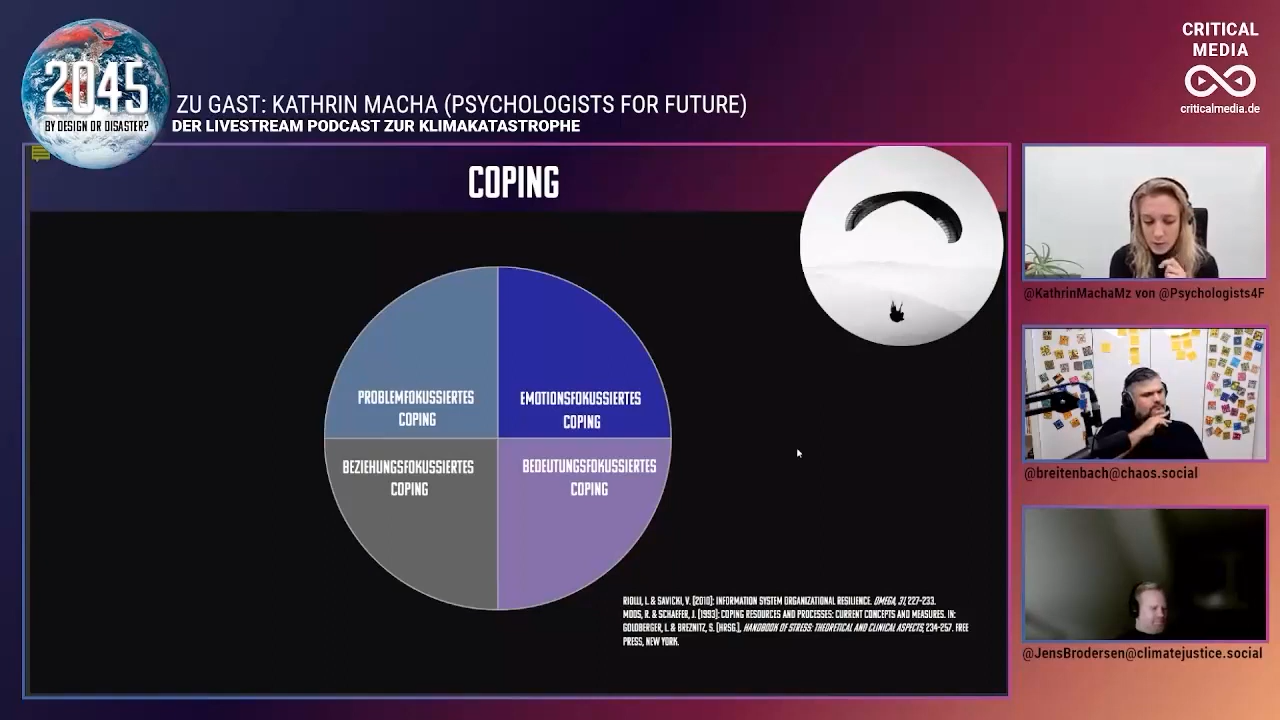 2045
BY DESIGN OR DISASTER?
ZU GAST: KATHRIN MACHA (PSYCHOLOGISTS FOR FUTURE)
DER LIVESTREAM PODCAST ZUR KLIMAKATASTROPHE
CRITICAL
MEDIA
criticalmedia.de
COPING
PROBLEMFOKUSSIERTES
COPING
EMOTIONSFOKUSSIERTES
COPING
BEZIEHUNGSFOKUSSIERTES
COPING
BEDEUTUNGSFOKUSSIERTES
COPING
RIOLLI, L. & SAVICKI, V. (2010): INFORMATION SYSTEM ORGANIZATIONAL RESILIENCE. OMEGA, 31, 227-233.
MOOS, R. & SCHAEFER, J. (1993): COPING RESOURCES AND PROCESSES: CURRENT CONCEPTS AND MEASURES. IN:
GOLDBERGER, L. & BREZNITZ, S. (HRSG.), HANDBOOK OF STRESS: THEORETICAL AND CLINICAL ASPECTS, 234-257. FREE
PRESS, NEW YORK.
@KathrinMachaMz von @Psychologists4F
@breitenbach@chaos.social
@JensBrodersen@climatejustice.social